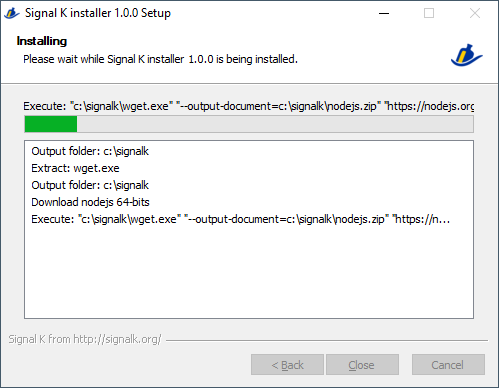 Signal K installer 1.0.0 Setup
Installing
Please wait while Signal K installer 1.0.0 is being installed.
Execute: "c:\signalk\wget.exe" "--output-document=c:\signalk\nodejs.zip" "https://nodejs.org
Output folder: c:\signalk
Extract: wget.exe
Output folder: c:\signalk
Download nodejs 64-bits
Execute: "c:\signalk\wget.exe" "--output-document=c:\signalk\nodejs.zip" "https://n...
Signal K from http://signalk.org/
< Back Close Cancel